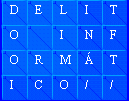 D E L I T
O   I N F
O R M Á T
I C O / /